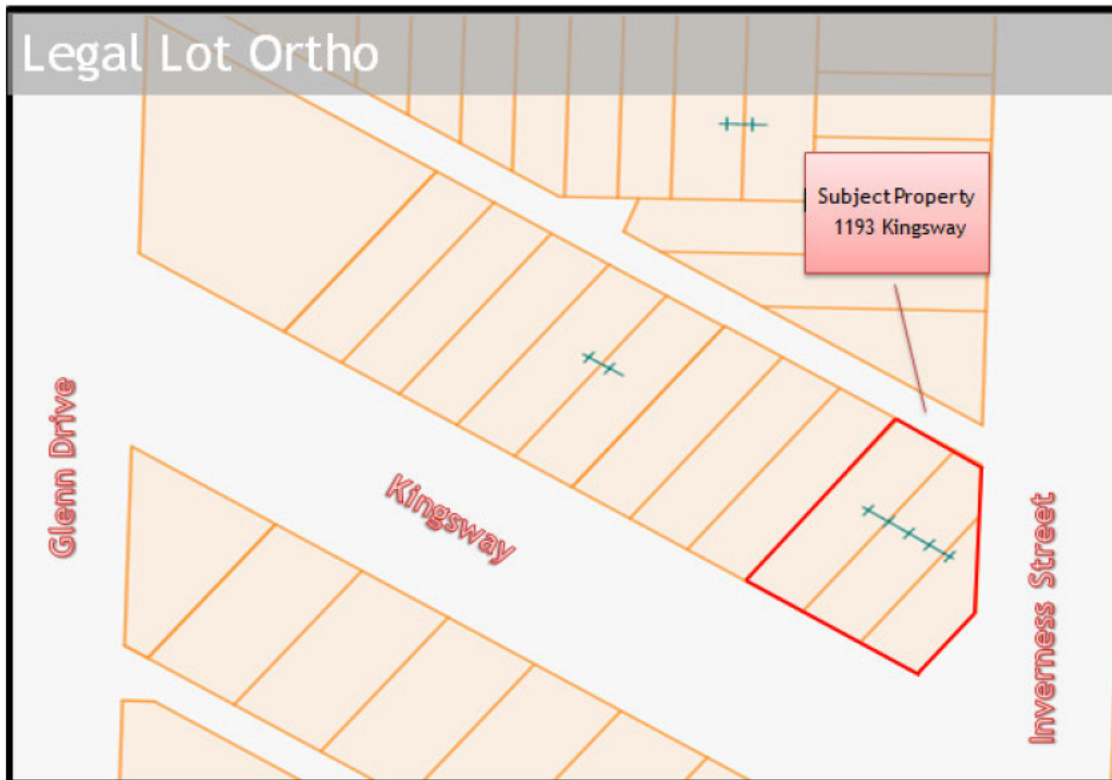 Legal Lot Ortho
Subject Property
1193 Kingsway
Glenn Drive
Kingsway
Inverness Street